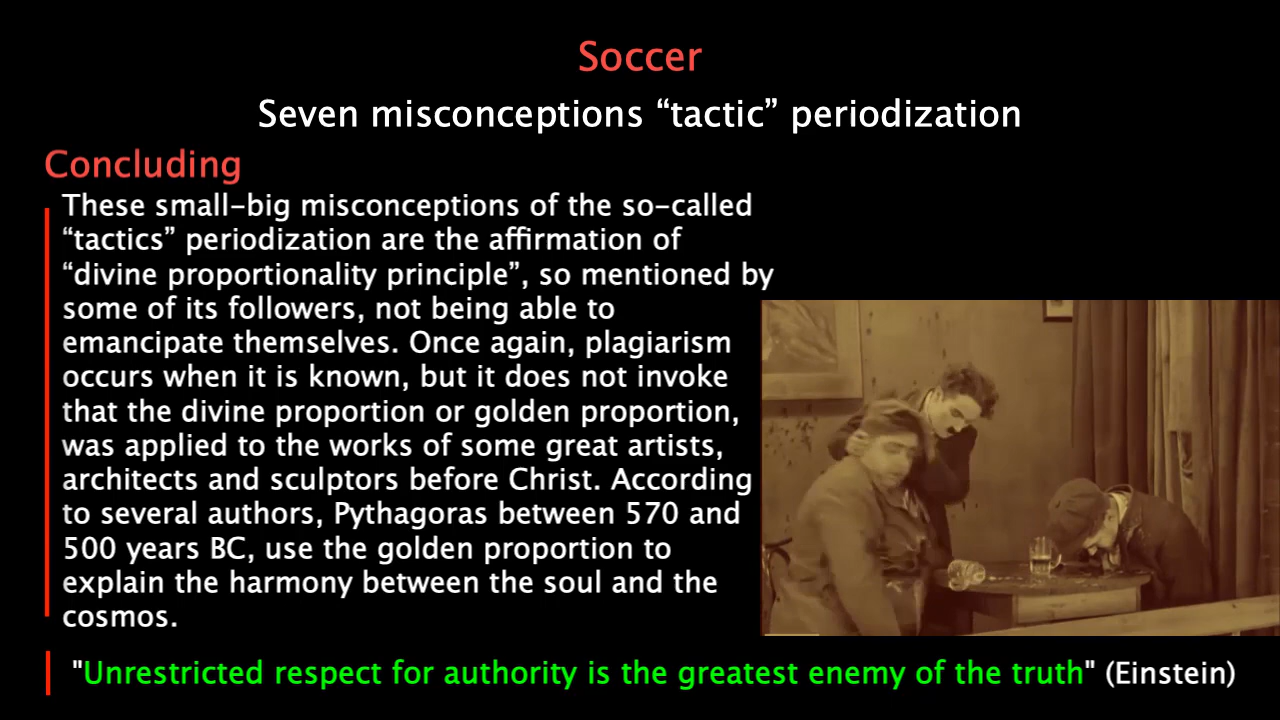 Soccer
Seven misconceptions “tactic” periodization
Concluding
These small-big misconceptions of the so-called
“tactics” periodization are the affirmation of
“divine proportionality principle”, so mentioned by
some of its followers, not being able to
emancipate themselves. Once again, plagiarism
occurs when it is known, but it does not invoke
that the divine proportion or golden proportion,
was applied to the works of some great artists,
architects and sculptors before Christ. According
to several authors, Pythagoras between 570 and
500 years BC, use the golden proportion to
explain the harmony between the soul and the
cosmos.
"Unrestricted respect for authority is the greatest enemy of the truth" (Einstein)